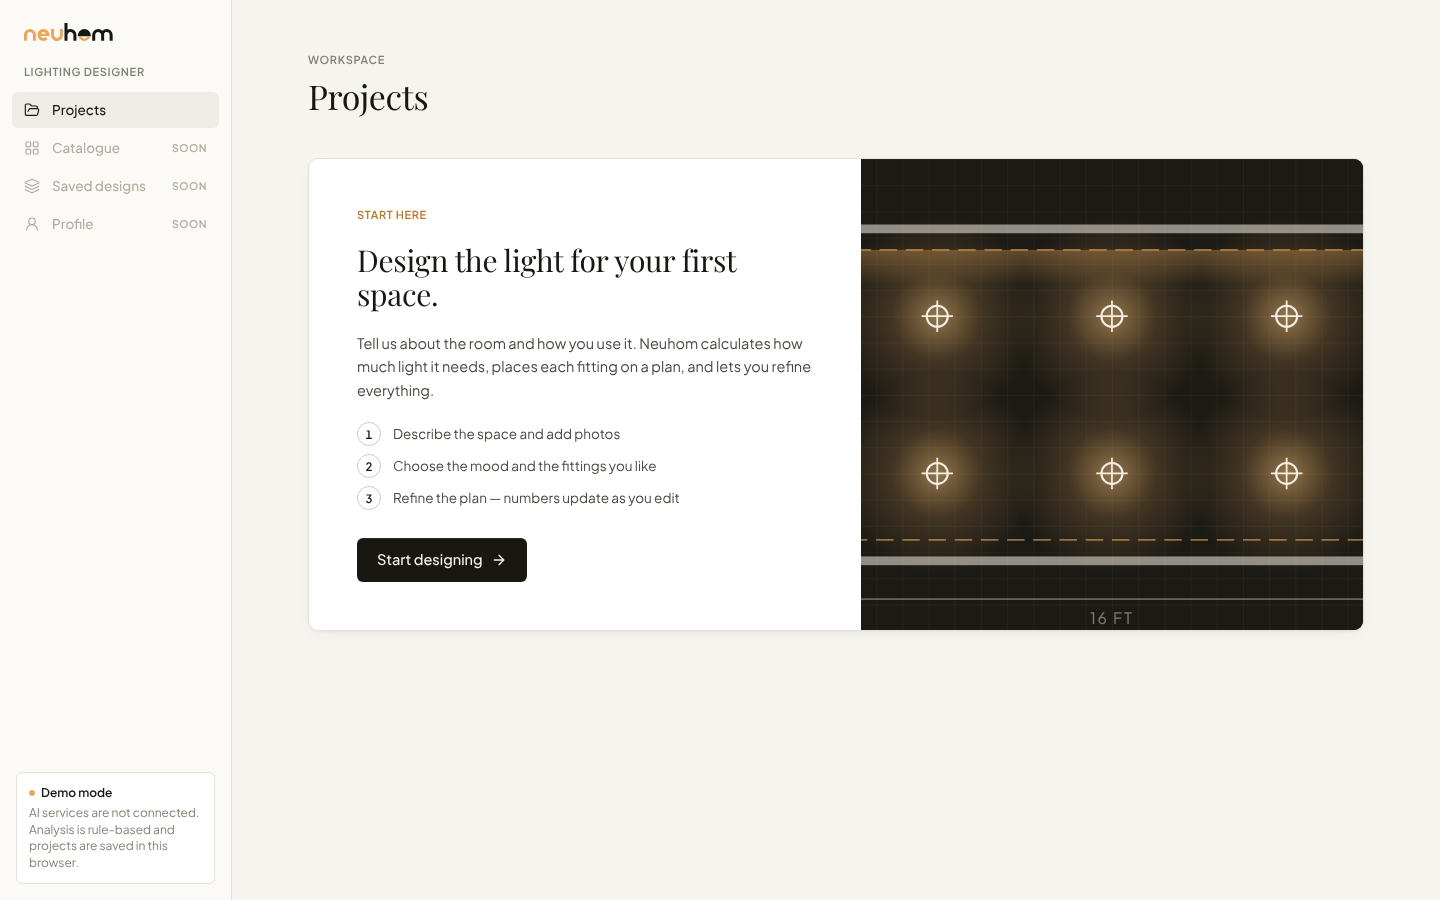 neuhom
LIGHTING DESIGNER
Projects
Catalogue SOON
Saved designs SOON
Profile SOON
Demo mode
AI services are not connected.
Analysis is rule-based and
projects are saved in this
browser.
WORKSPACE
Projects
START HERE
Design the light for your first
space.
Tell us about the room and how you use it. Neuhom calculates how
much light it needs, places each fitting on a plan, and lets you refine
everything.
1 Describe the space and add photos
2 Choose the mood and the fittings you like
3 Refine the plan — numbers update as you edit
Start designing →
16 FT